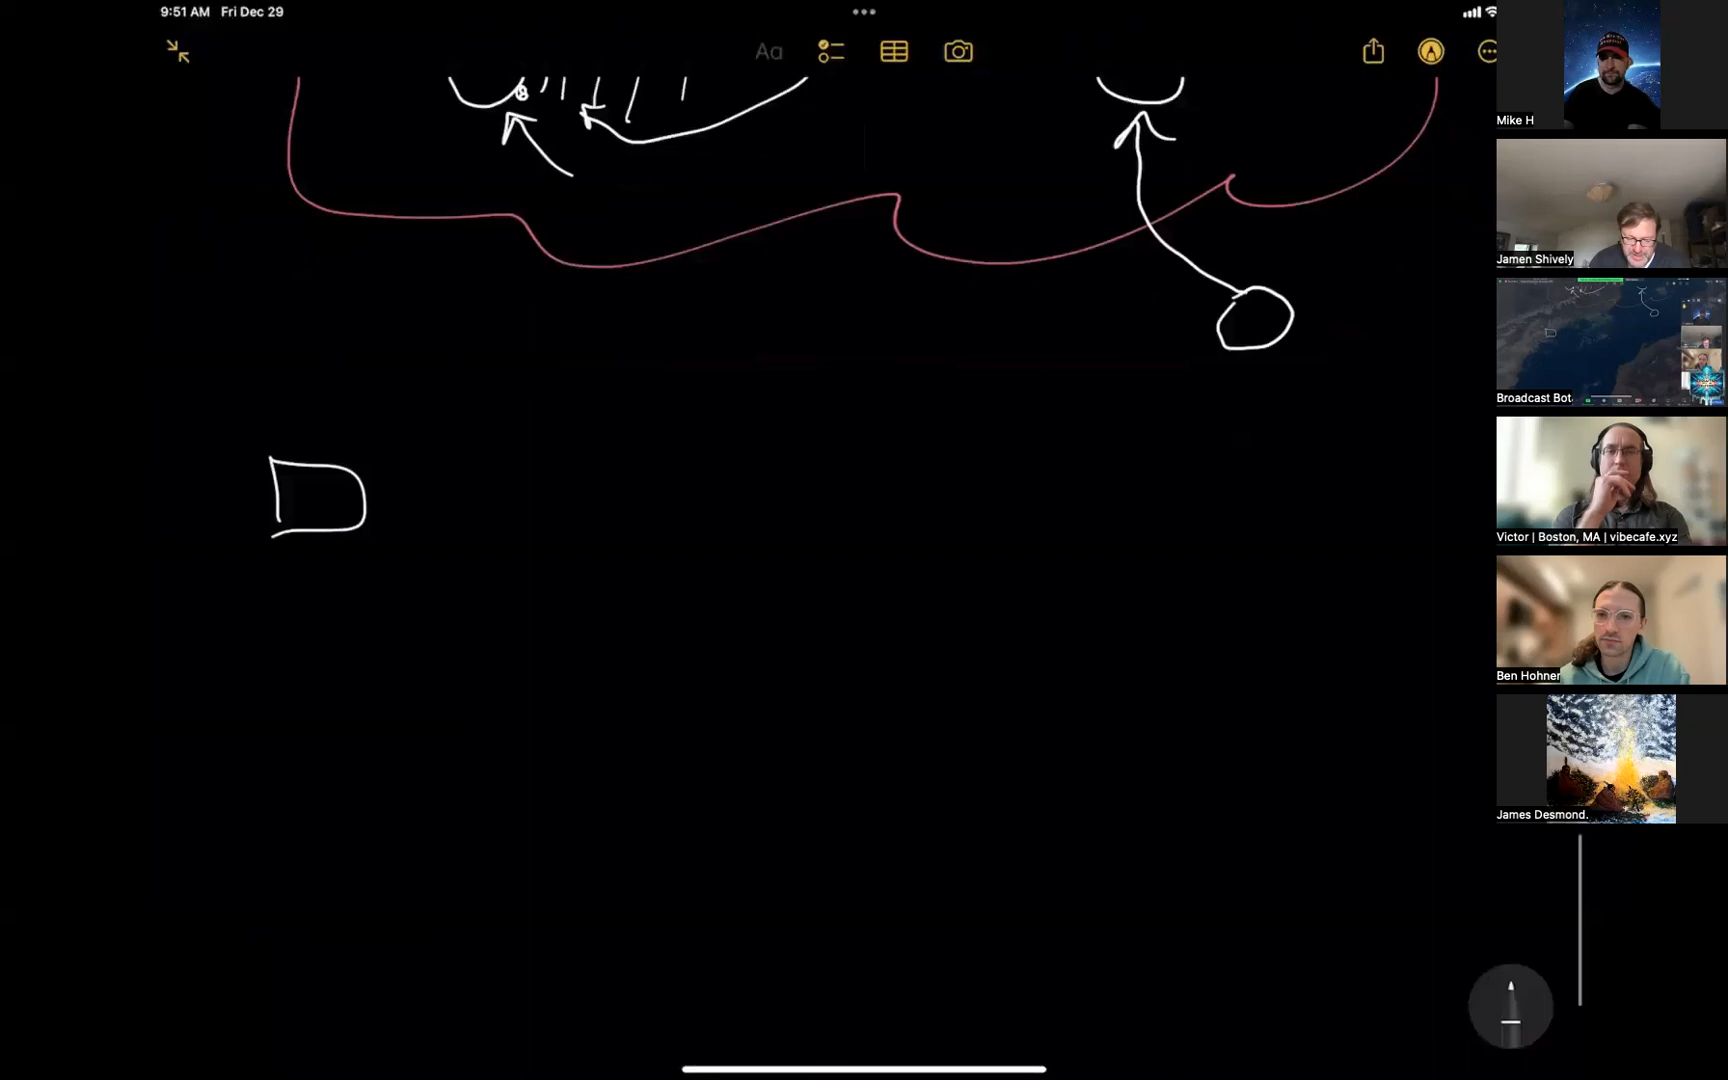 9:51 AM Fri Dec 29
Aa
Mike H
Jamen Shively
Broadcast Bot
Victor | Boston, MA | vibecafe.xyz
Ben Hohner
James Desmond.